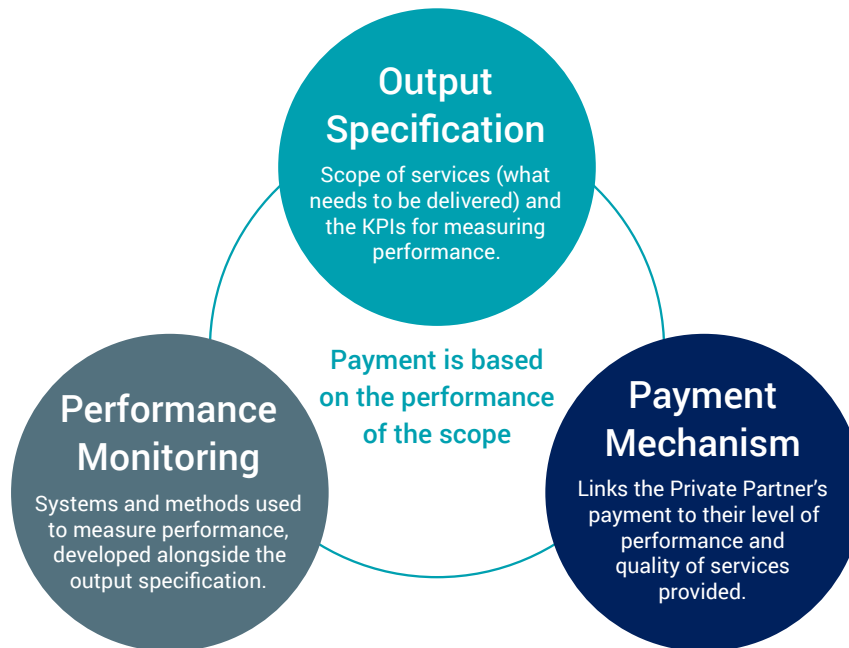 Output
Specification
Scope of services (what
needs to be delivered) and
the KPIs for measuring
performance.
Payment is based
on the performance
of the scope
Performance
Monitoring
Systems and methods used
to measure performance,
developed alongside the
output specification.
Payment
Mechanism
Links the Private Partner's
payment to their level of
performance and
quality of services
provided.